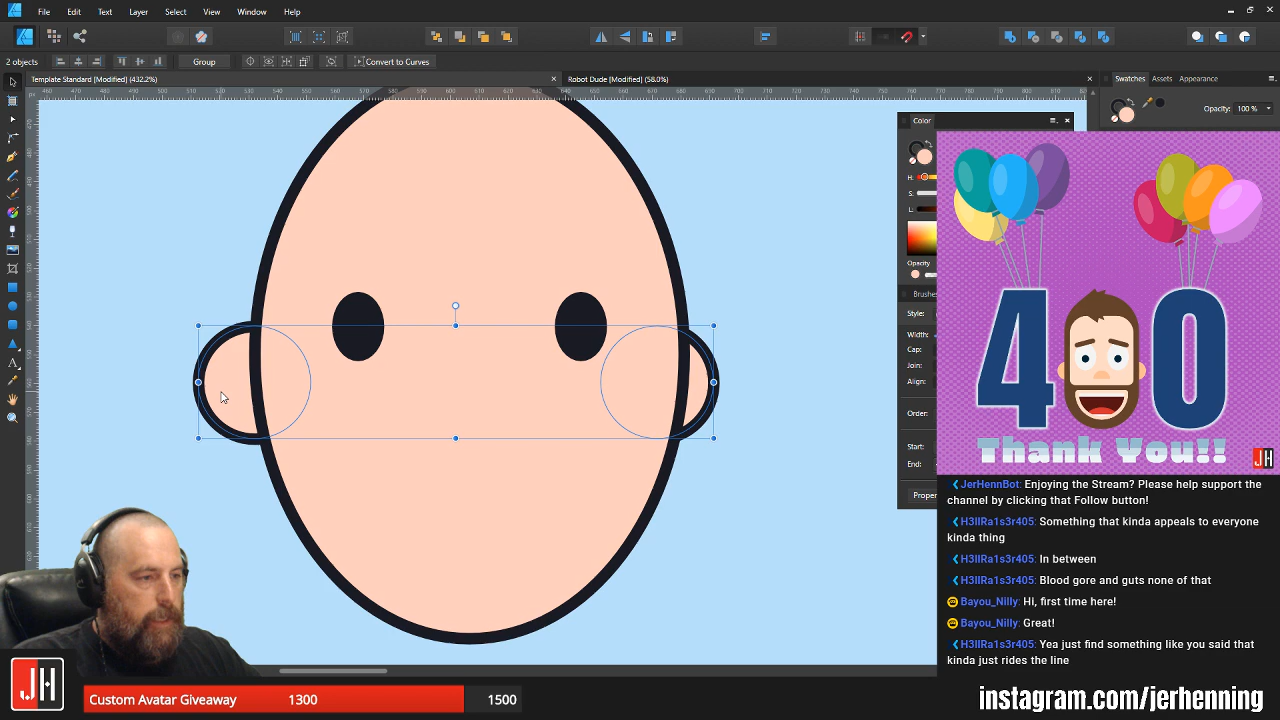 File Edit Text Layer Select View Window Help
2 objects Group Convert to Curves
Template Standard [Modified] (432.2%) Robot Dude [Modified] (58.0%)
Swatches Assets Appearance
Opacity: 100 %
Color
H:
S:
L:
Opacity
Brushes
Style:
Width:
Cap:
Join:
Align:
Order:
Start:
End:
Proper
4 0
Thank You!!
JH
JerHennBot: Enjoying the Stream? Please help support the
channel by clicking that Follow button!
H3llRa1s3r405: Something that kinda appeals to everyone
kinda thing
H3llRa1s3r405: In between
H3llRa1s3r405: Blood gore and guts none of that
Bayou_Nilly: Hi, first time here!
Bayou_Nilly: Great!
H3llRa1s3r405: Yea just find something like you said that
kinda just rides the line
JH
Custom Avatar Giveaway 1300 1500
instagram.com/jerhenning